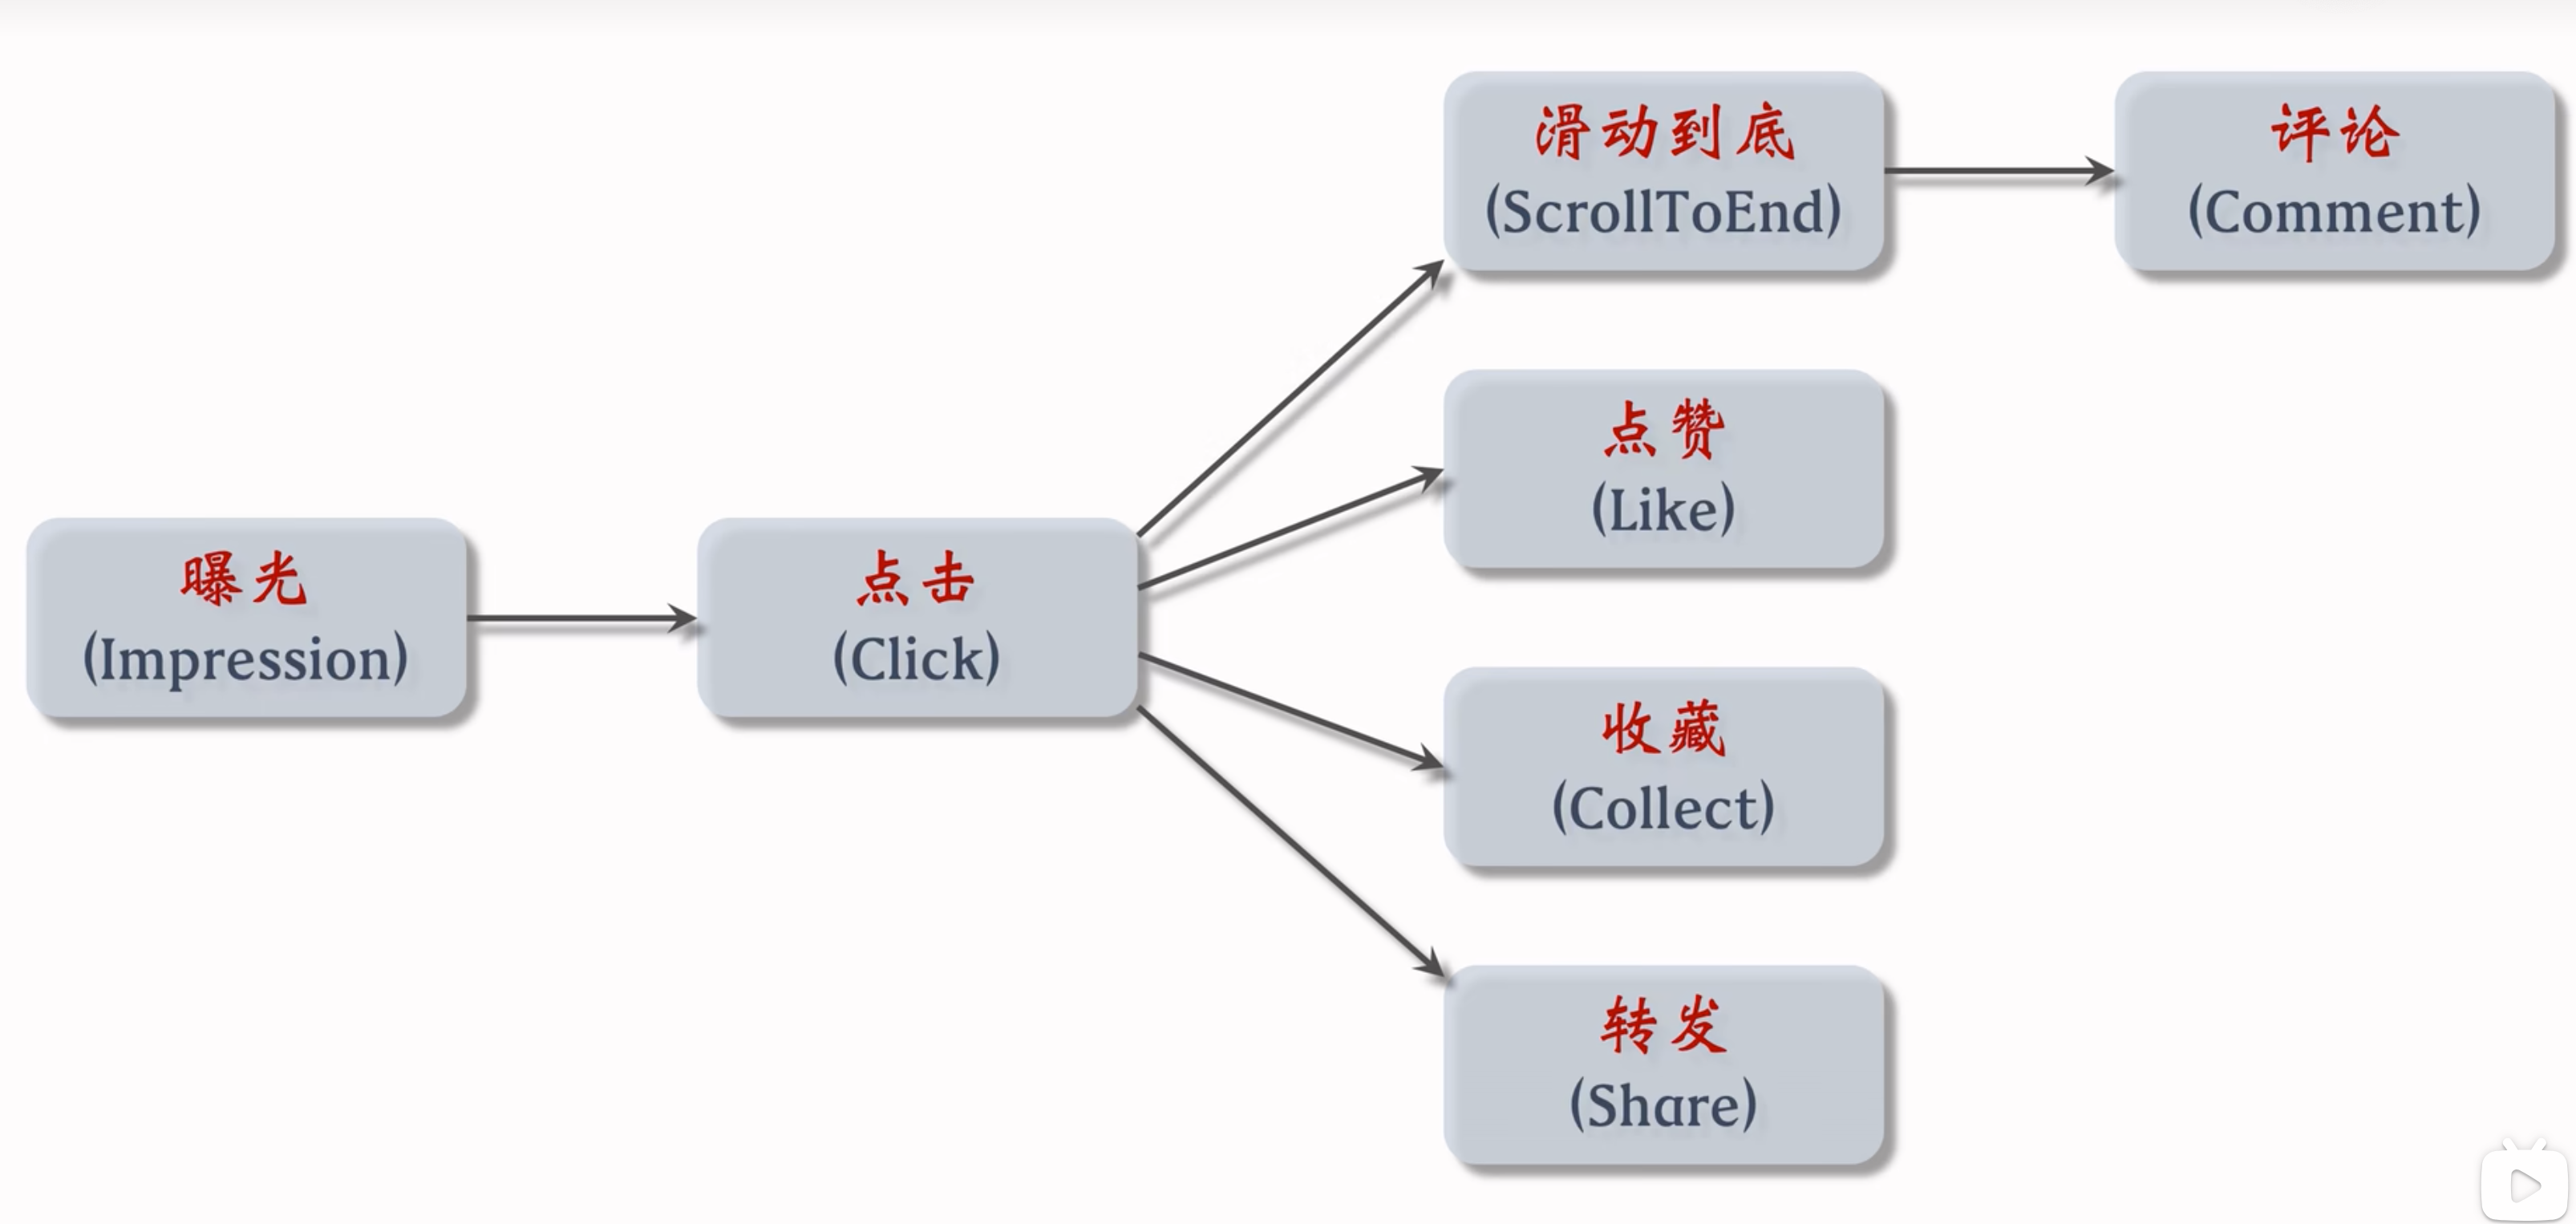 曝光
(Impression)
点击
(Click)
滑动到底
(ScrollToEnd)
评论
(Comment)
点赞
(Like)
收藏
(Collect)
转发
(Share)